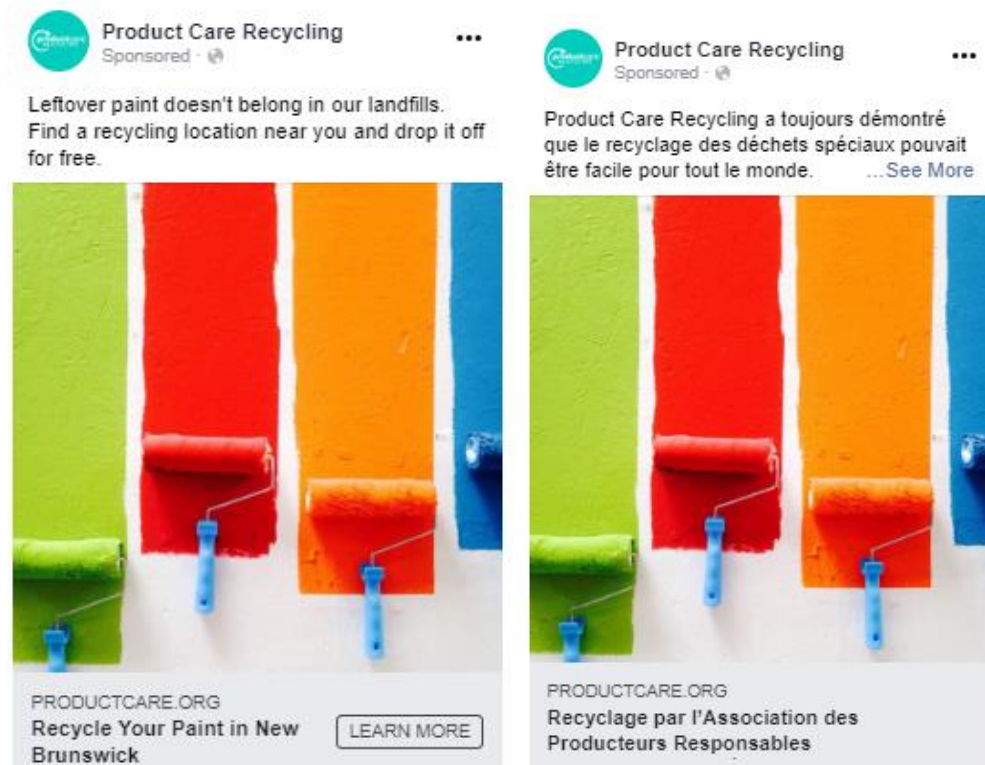 Product Care Recycling
Sponsored ·
Leftover paint doesn't belong in our landfills.
Find a recycling location near you and drop it off
for free.
PRODUCTCARE.ORG
Recycle Your Paint in New
Brunswick
LEARN MORE
Product Care Recycling
Sponsored ·
Product Care Recycling a toujours démontré
que le recyclage des déchets spéciaux pouvait
être facile pour tout le monde. ...See More
PRODUCTCARE.ORG
Recyclage par l'Association des
Producteurs Responsables